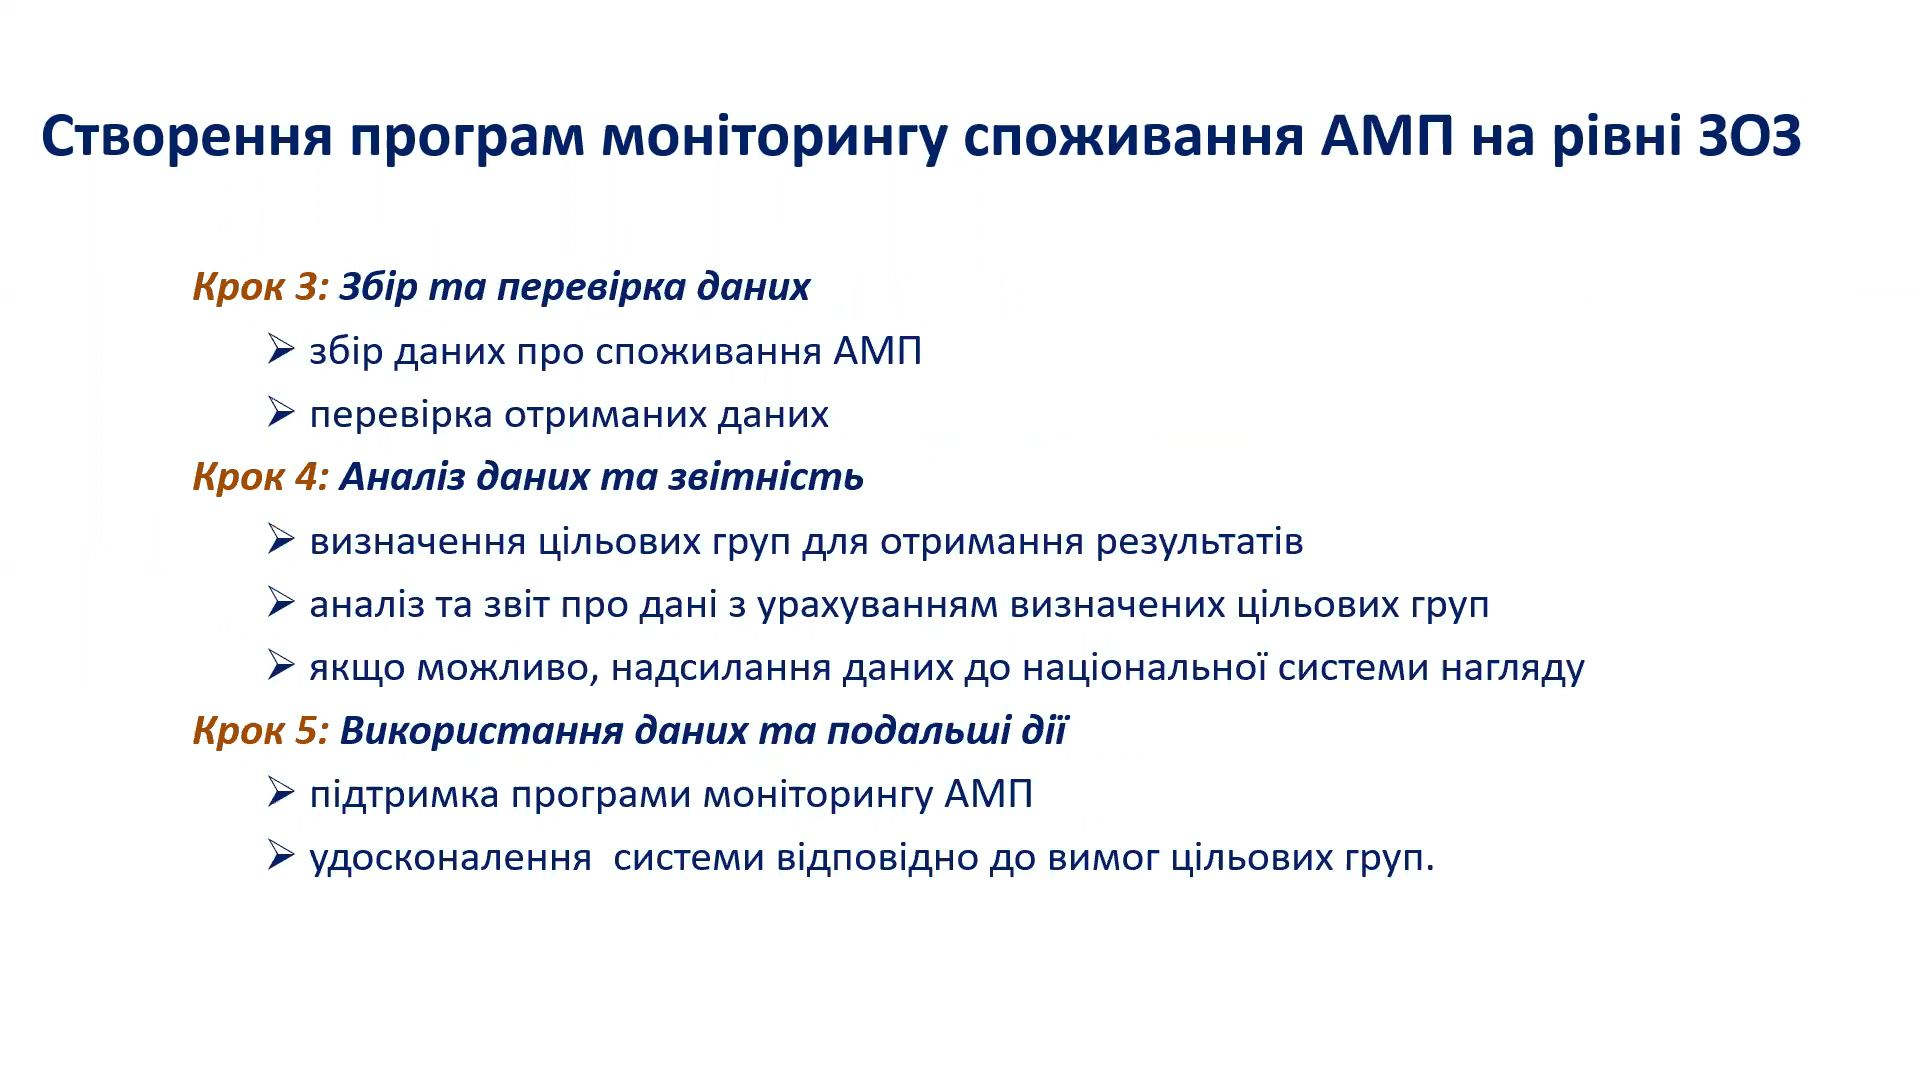 Створення програм моніторингу споживання АМП на рівні ЗОЗ
Крок 3: Збір та перевірка даних
➢ збір даних про споживання АМП
➢ перевірка отриманих даних
Крок 4: Аналіз даних та звітність
➢ визначення цільових груп для отримання результатів
➢ аналіз та звіт про дані з урахуванням визначених цільових груп
➢ якщо можливо, надсилання даних до національної системи нагляду
Крок 5: Використання даних та подальші дії
➢ підтримка програми моніторингу АМП
➢ удосконалення  системи відповідно до вимог цільових груп.